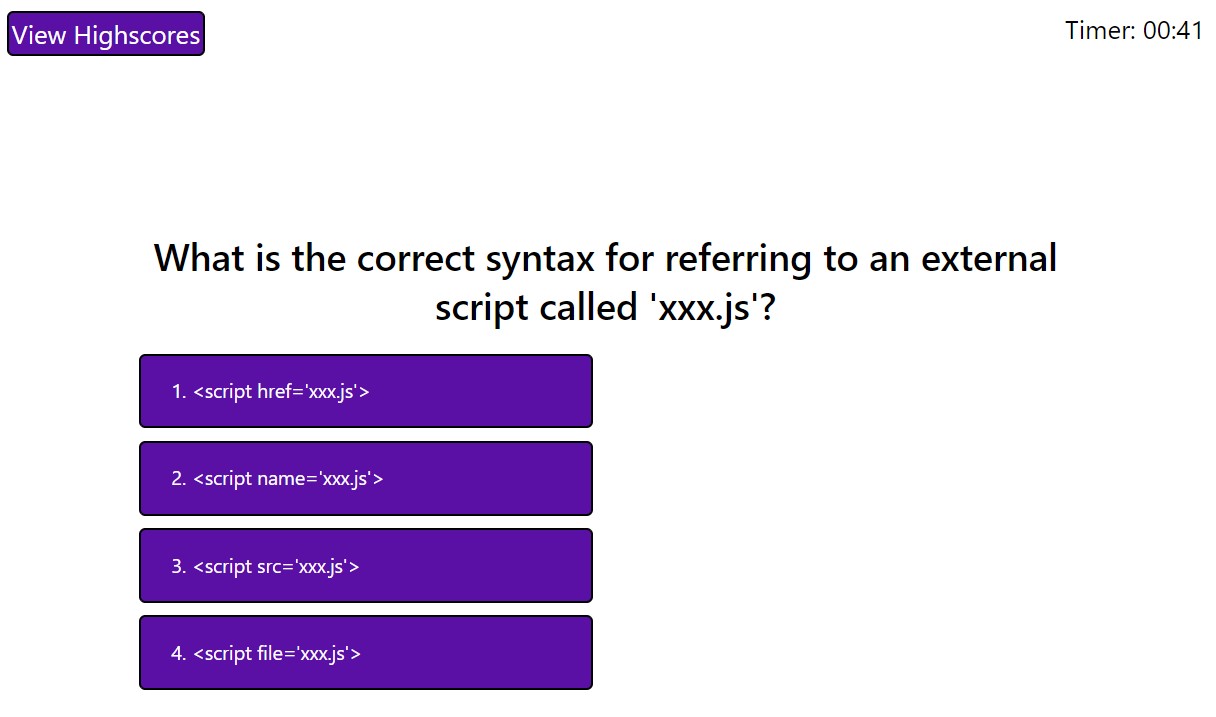 View Highscores
Timer: 00:41
What is the correct syntax for referring to an external
script called 'xxx.js'?
1. <script href='xxx.js'>
2. <script name='xxx.js'>
3. <script src='xxx.js'>
4. <script file='xxx.js'>